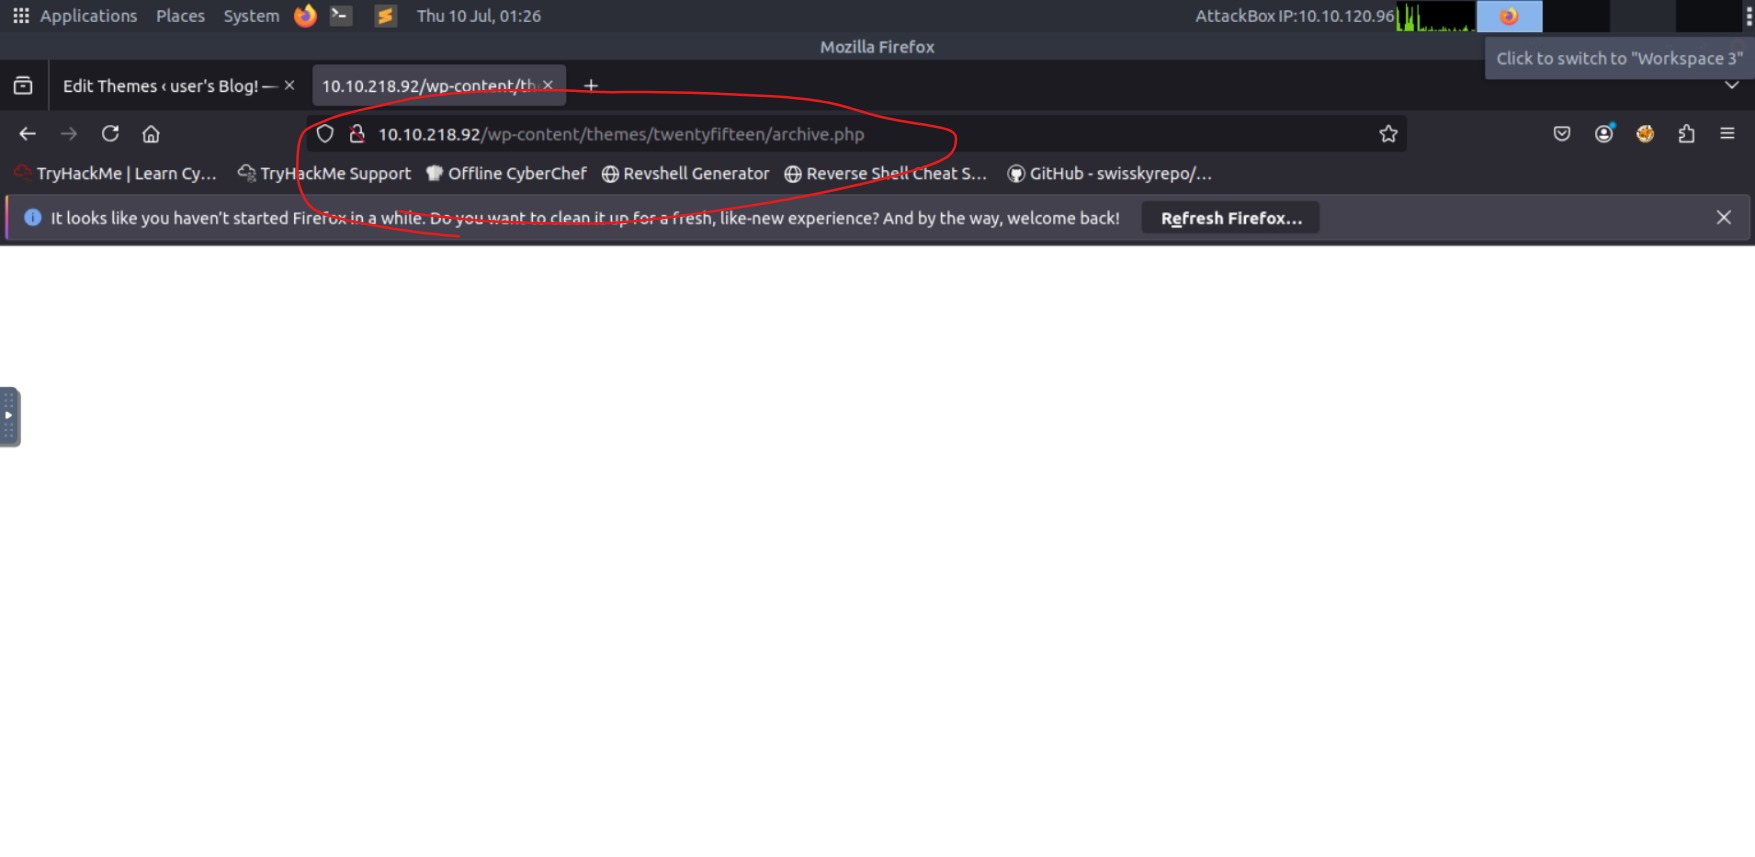 Applications Places System Thu 10 Jul, 01:26 AttackBox IP:10.10.120.96
Mozilla Firefox
Click to switch to "Workspace 3"
Edit Themes ‹ user's Blog! — 10.10.218.92/wp-content/th
10.10.218.92/wp-content/themes/twentyfifteen/archive.php
TryHackMe | Learn Cy... TryHackMe Support Offline CyberChef Revshell Generator Reverse Shell Cheat S... GitHub - swisskyrepo/...
It looks like you haven't started Firefox in a while. Do you want to clean it up for a fresh, like-new experience? And by the way, welcome back! Refresh Firefox...